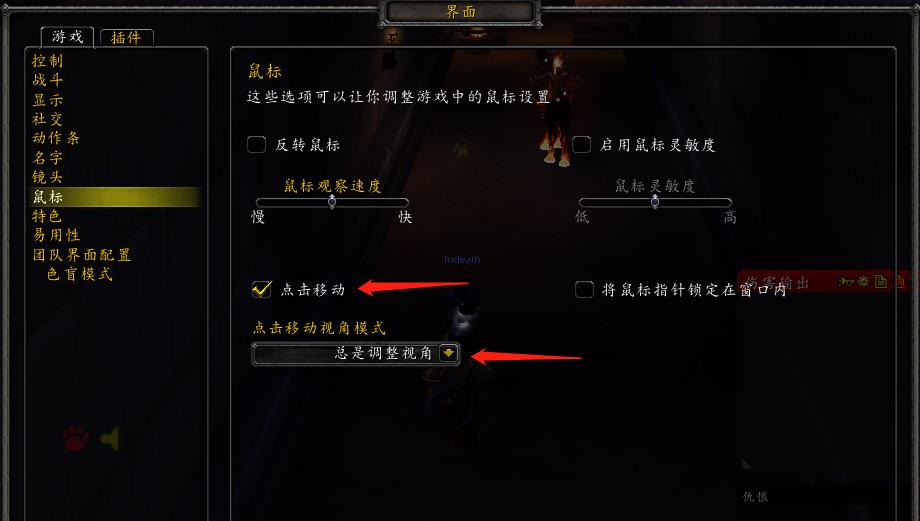 界面
游戏 插件
控制
战斗
显示
社交
动作条
名字
镜头
鼠标
特色
易用性
团队界面配置
色盲模式
鼠标
这些选项可以让你调整游戏中的鼠标设置。
反转鼠标 启用鼠标灵敏度
鼠标观察速度 鼠标灵敏度
慢 快 低 高
Todeath
点击移动 将鼠标指针锁定在窗口内
伤害输出
点击移动视角模式
总是调整视角
仇恨